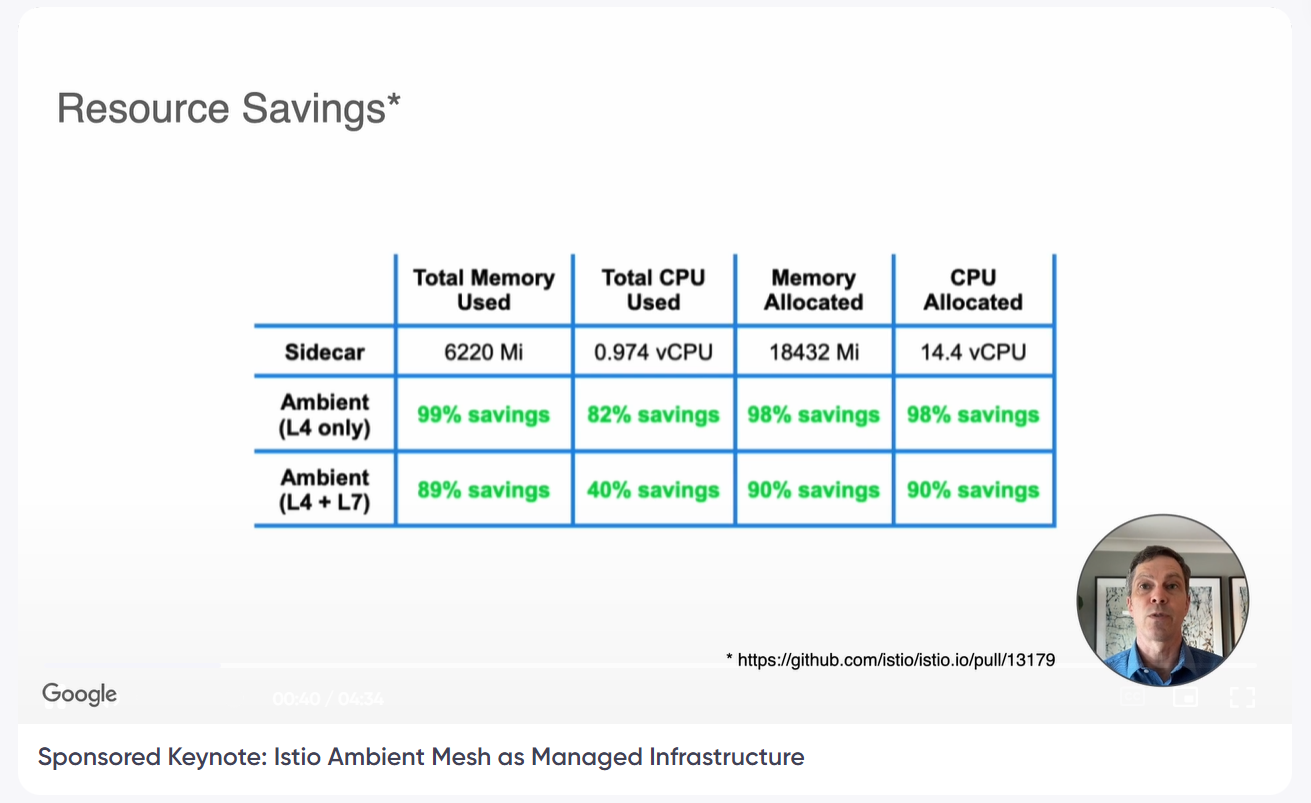 Resource Savings*
Total Memory Used
Total CPU Used
Memory Allocated
CPU Allocated
Sidecar
6220 Mi
0.974 vCPU
18432 Mi
14.4 vCPU
Ambient (L4 only)
99% savings
82% savings
98% savings
98% savings
Ambient (L4 + L7)
89% savings
40% savings
90% savings
90% savings
* https://github.com/istio/istio.io/pull/13179
Google
00:40 / 04:34
Sponsored Keynote: Istio Ambient Mesh as Managed Infrastructure